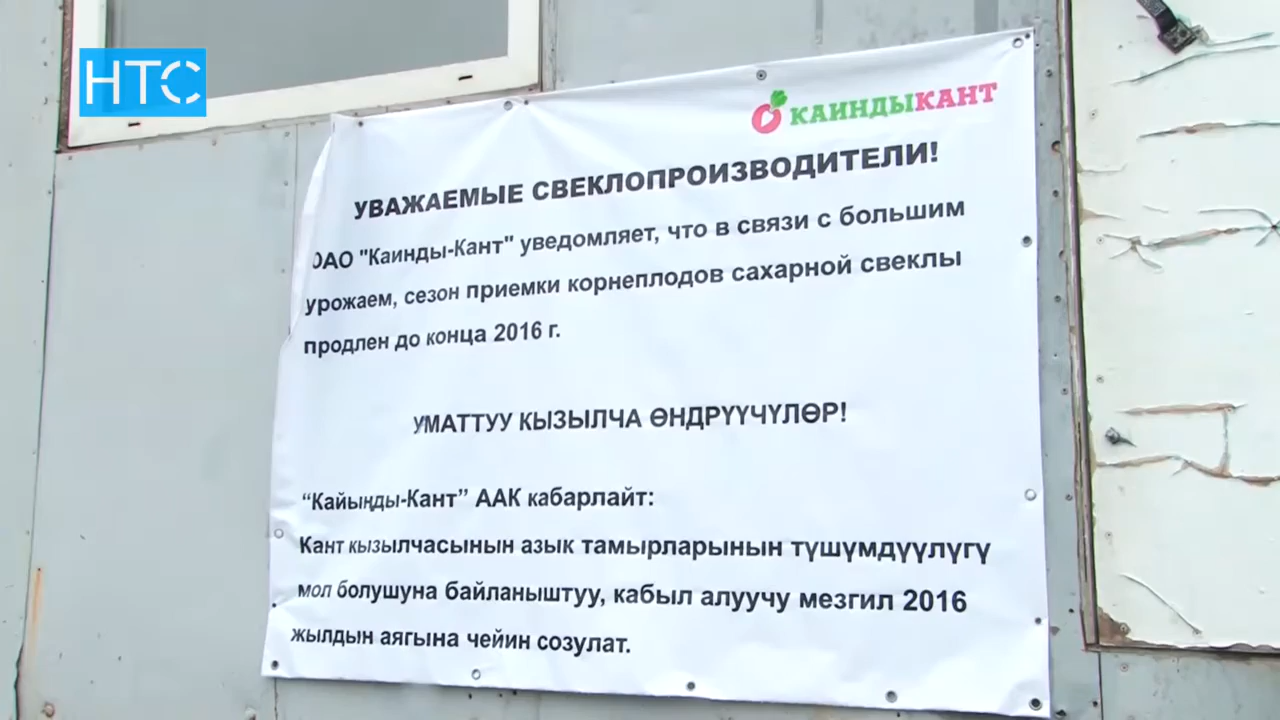 НТС
КАИНДЫКАНТ
УВАЖАЕМЫЕ СВЕКЛОПРОИЗВОДИТЕЛИ!
ОАО "Каинды-Кант" уведомляет, что в связи с большим
урожаем, сезон приемки корнеплодов сахарной свеклы
продлен до конца 2016 г.
УМАТТУУ КЫЗЫЛЧА ӨНДРҮҮЧҮЛӨР!
“Кайыңды-Кант” ААК кабарлайт:
Кант кызылчасынын азык тамырларынын түшүмдүүлүгү
мол болушуна байланыштуу, кабыл алуучу мезгил 2016
жылдын аягына чейин созулат.